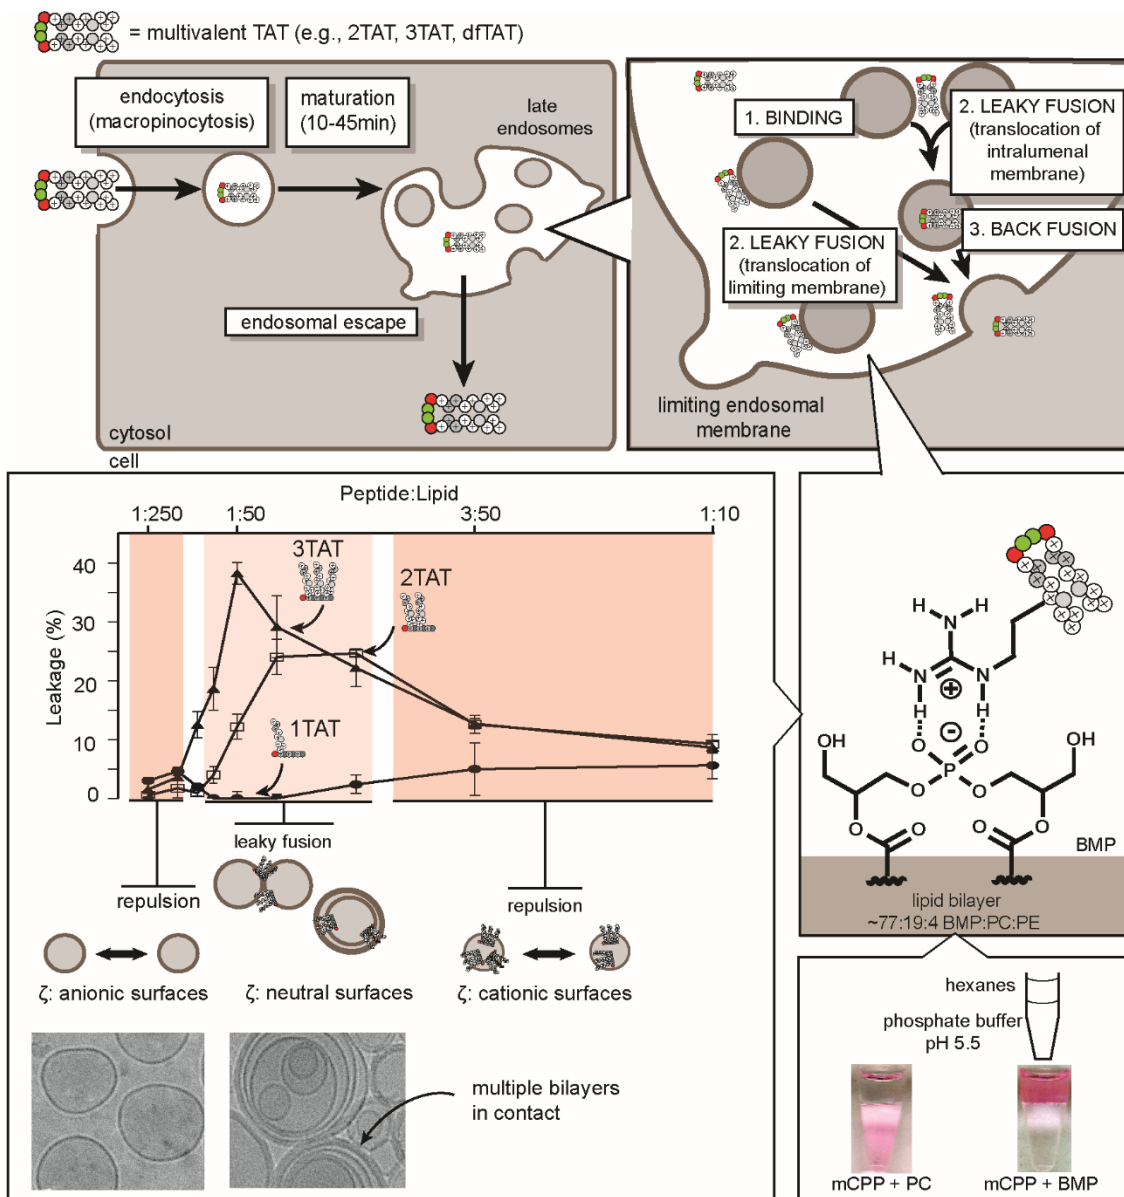 = multivalent TAT (e.g., 2TAT, 3TAT, dfTAT)
endocytosis
(macropinocytosis)
maturation
(10-45min)
late
endosomes
endosomal escape
cytosol
cell
1. BINDING
2. LEAKY FUSION
(translocation of
intralumenal
membrane)
3. BACK FUSION
2. LEAKY FUSION
(translocation of
limiting membrane)
limiting endosomal
membrane
Peptide:Lipid
1:250
1:50
3:50
1:10
Leakage (%)
40
30
20
10
0
3TAT
2TAT
1TAT
leaky fusion
repulsion
repulsion
ζ: anionic surfaces
ζ: neutral surfaces
ζ: cationic surfaces
multiple bilayers
in contact
H
H
N
H
N
N
H
H
O
P
O
O
O
OH
OH
O
O
O
O
BMP
lipid bilayer
~77:19:4 BMP:PC:PE
hexanes
phosphate buffer
pH 5.5
mCPP + PC
mCPP + BMP